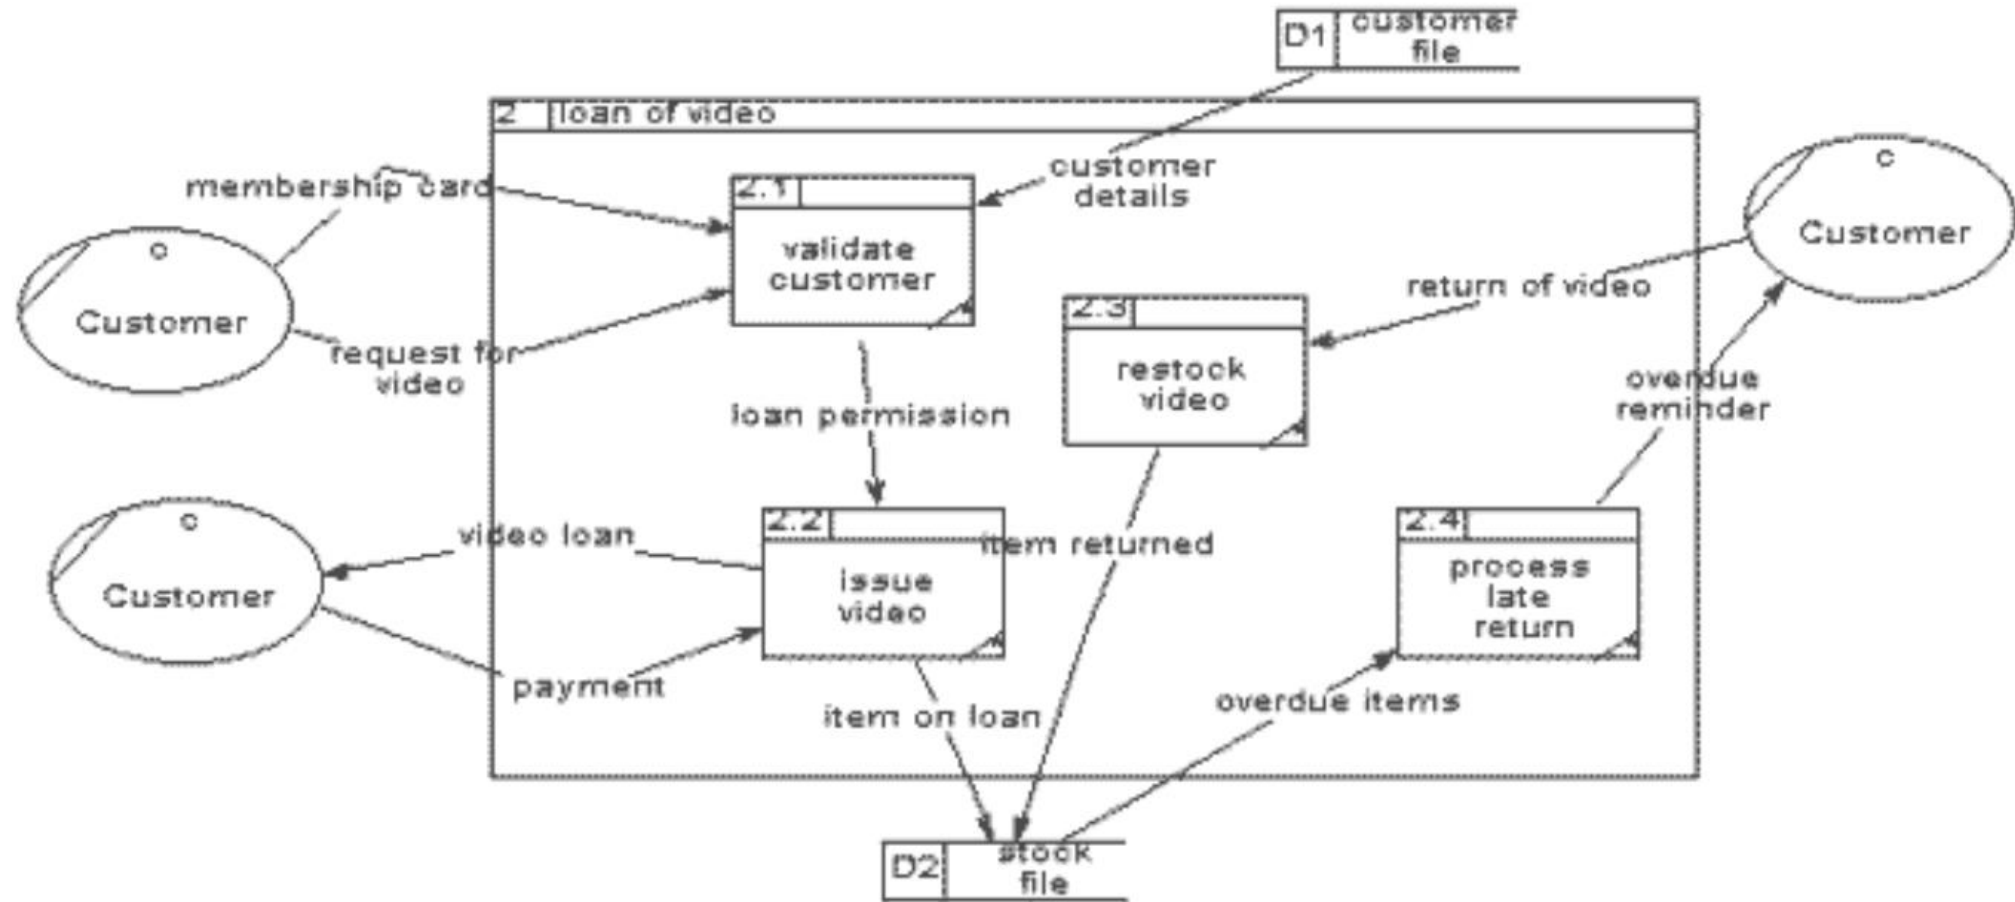 D1
customer
file
2
loan of video
membership card
customer
details
2.1
validate
customer
c
Customer
c
Customer
request for
video
return of video
2.3
restock
video
overdue
reminder
loan permission
c
Customer
video loan
2.2
issue
video
item returned
2.4
process
late
return
payment
item on loan
overdue items
D2
stock
file